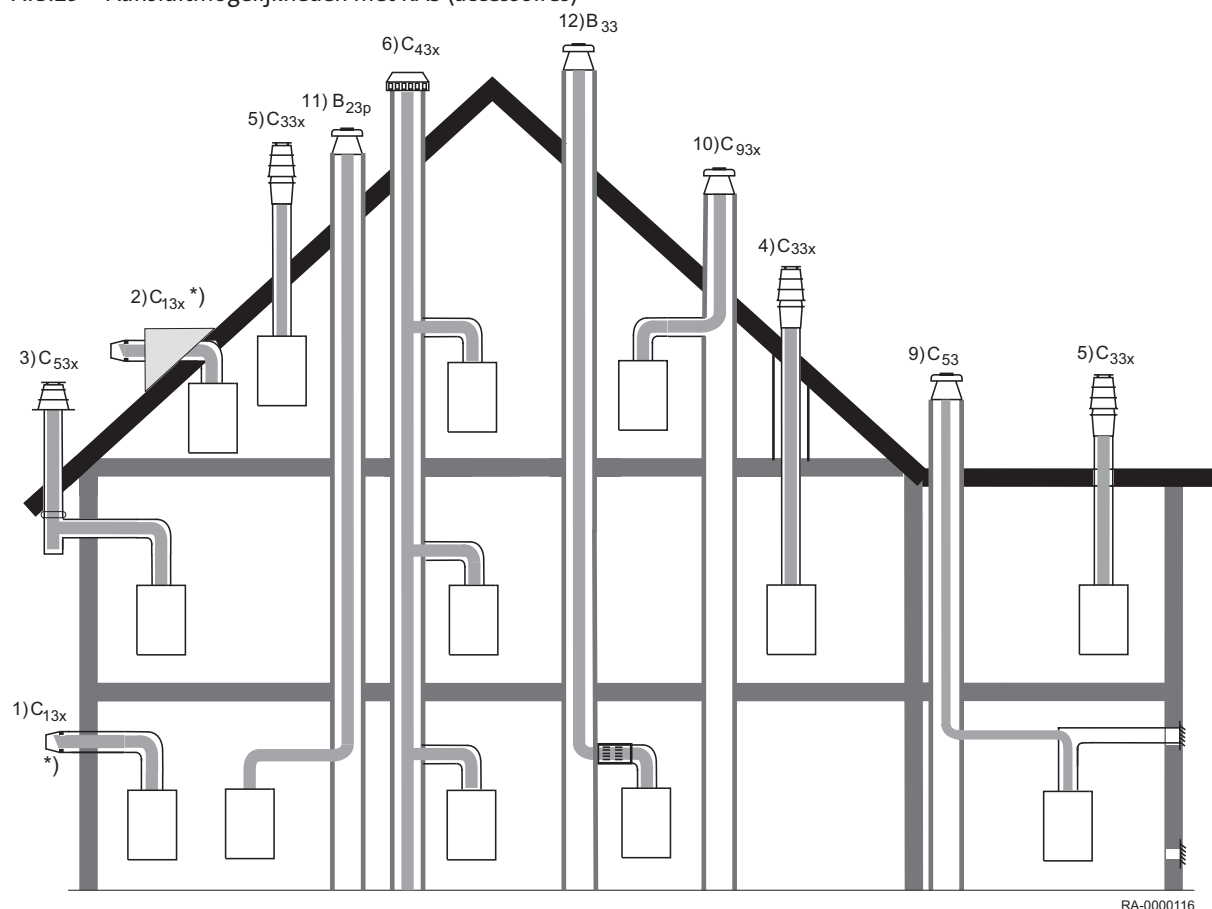 12) B33
6) C43x
11) B23p
5) C33x
10) C93x
4) C33x
2) C13x *)
3) C53x
9) C53
5) C33x
1) C13x
*)
RA-0000116